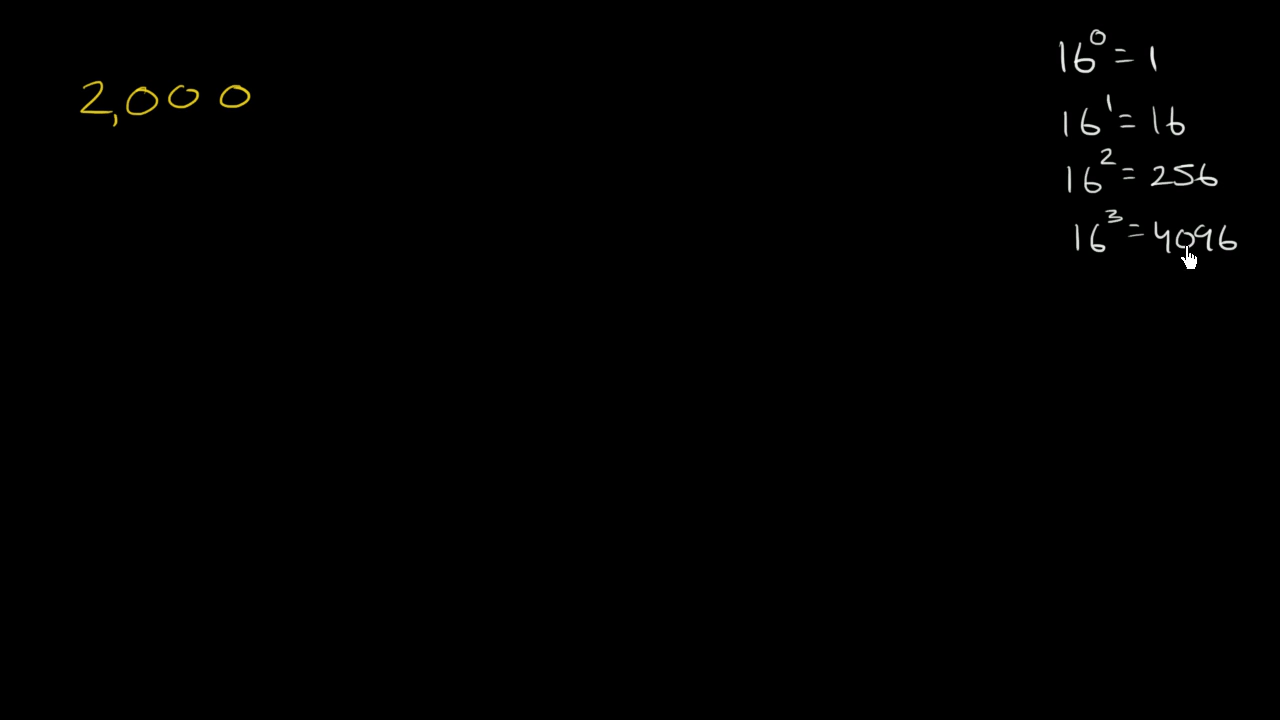 2,000
16⁰ = 1
16¹ = 16
16² = 256
16³ = 4096